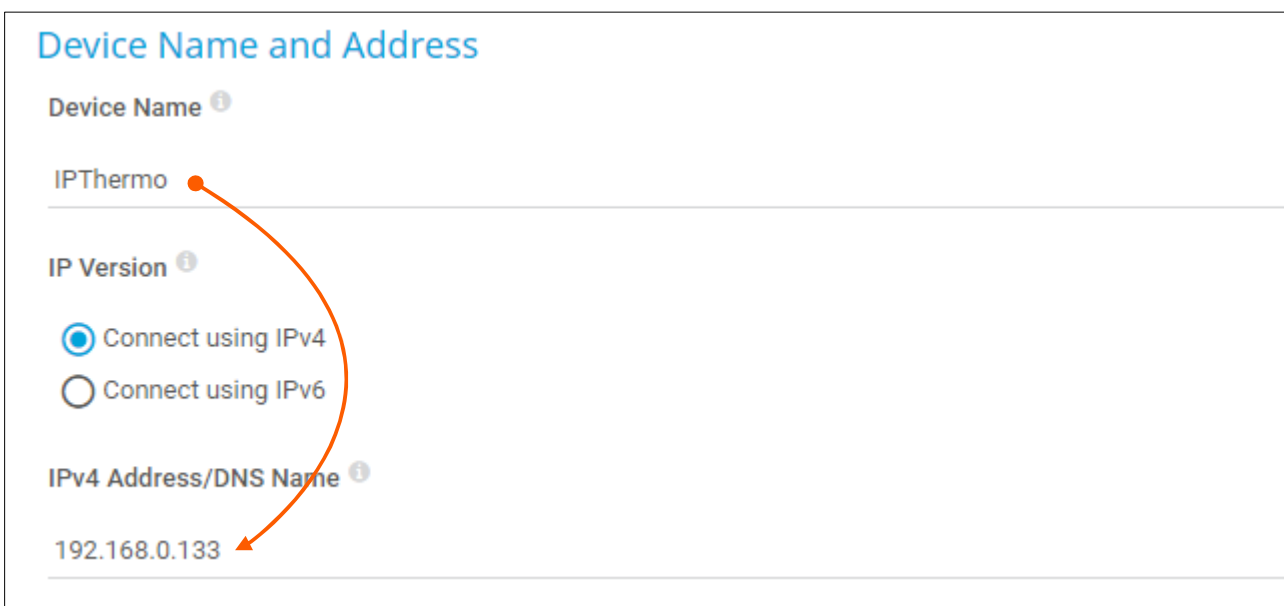 Device Name and Address
Device Name
IPThermo
IP Version
Connect using IPv4
Connect using IPv6
IPv4 Address/DNS Name
192.168.0.133